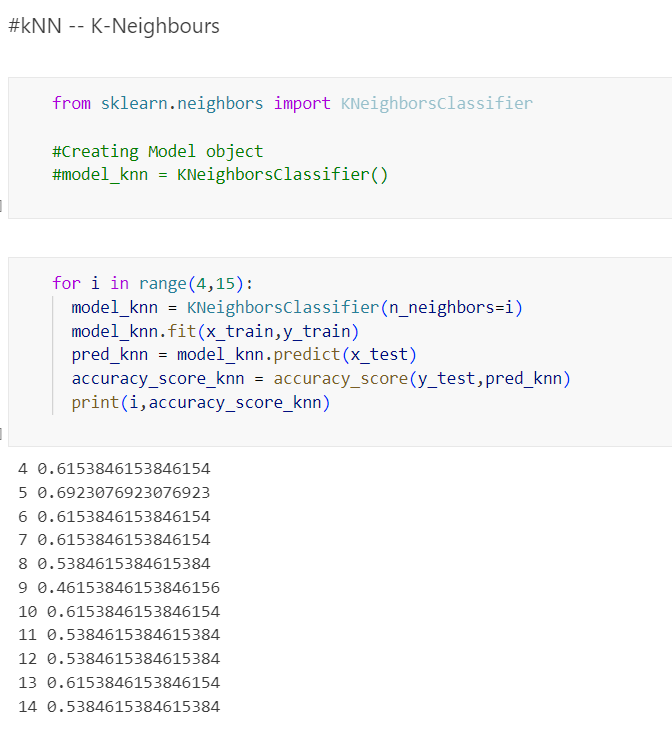 #kNN -- K-Neighbours
from sklearn.neighbors import KNeighborsClassifier
#Creating Model object
#model_knn = KNeighborsClassifier()
for i in range(4,15):
model_knn = KNeighborsClassifier(n_neighbors=i)
model_knn.fit(x_train,y_train)
pred_knn = model_knn.predict(x_test)
accuracy_score_knn = accuracy_score(y_test,pred_knn)
print(i,accuracy_score_knn)
4 0.6153846153846154
5 0.6923076923076923
6 0.6153846153846154
7 0.6153846153846154
8 0.5384615384615384
9 0.46153846153846156
10 0.6153846153846154
11 0.5384615384615384
12 0.5384615384615384
13 0.6153846153846154
14 0.5384615384615384